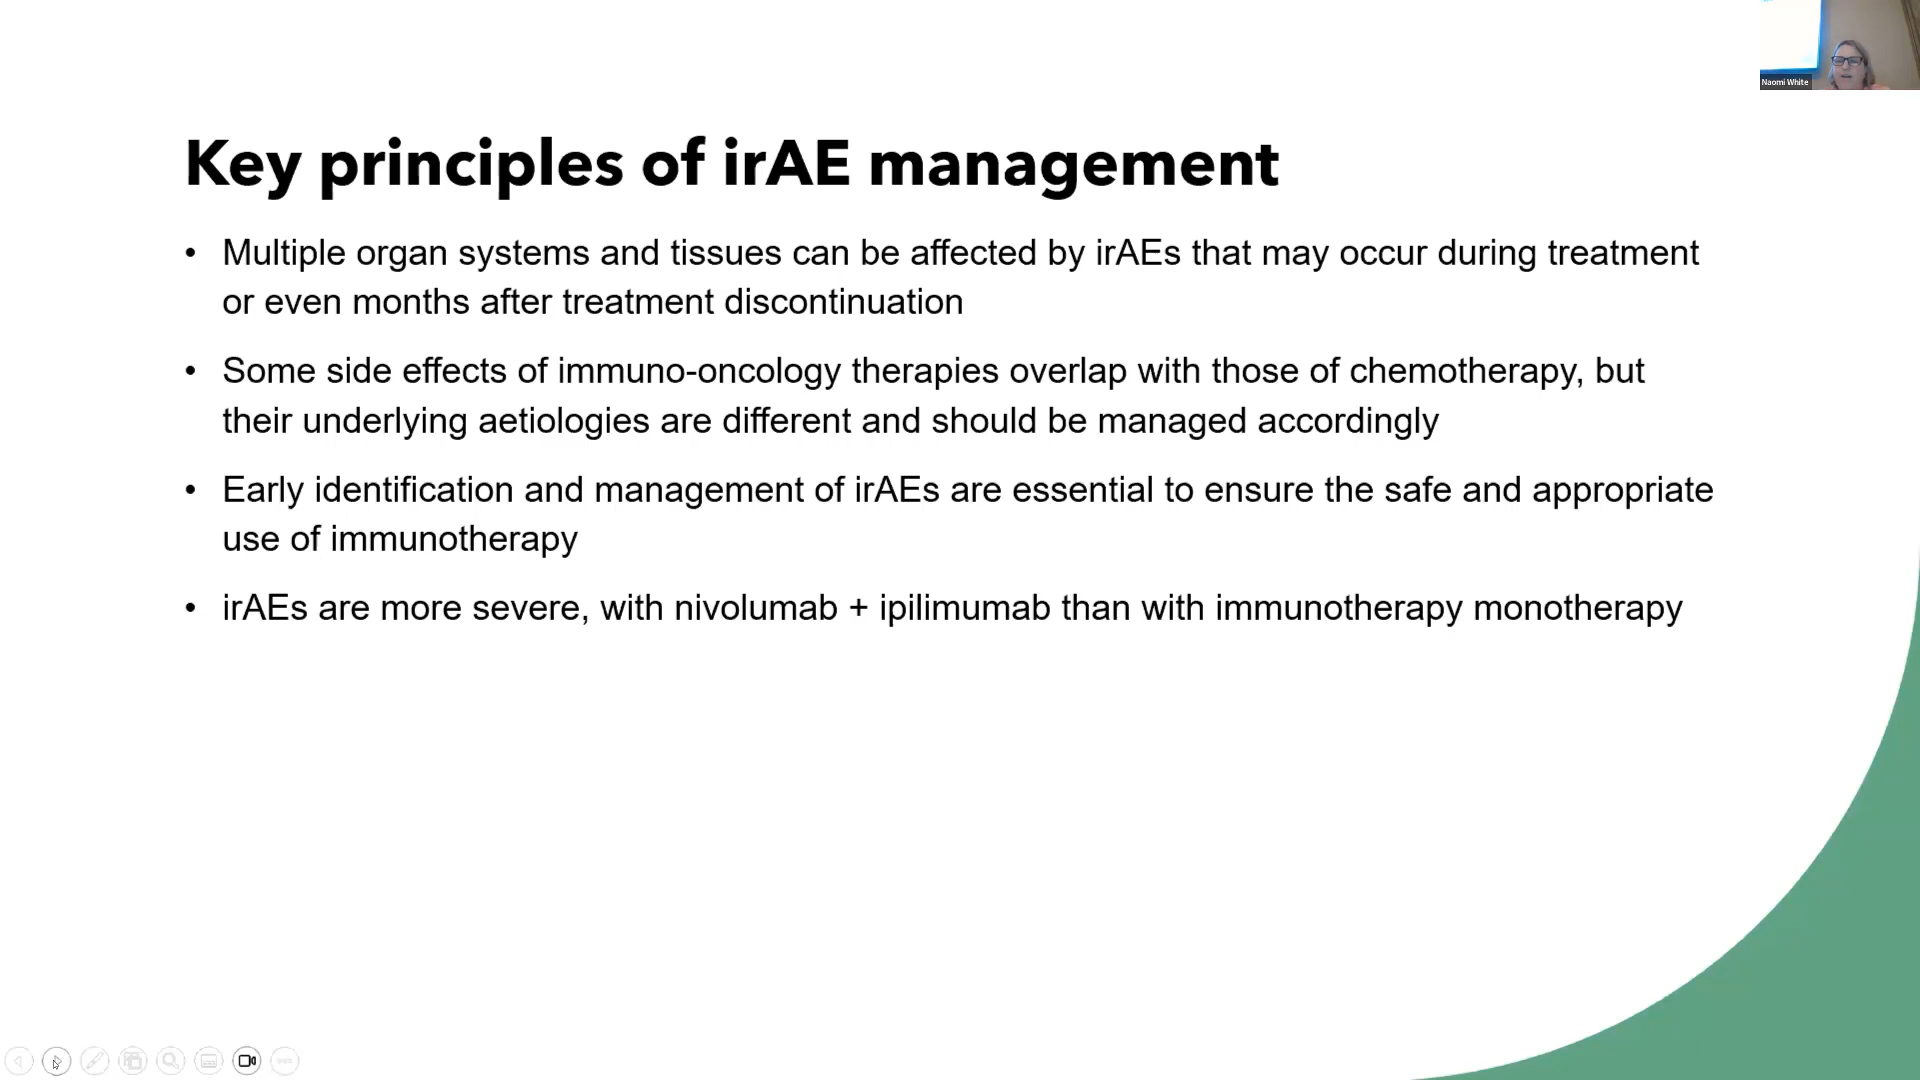 Naomi White
Key principles of irAE management
• Multiple organ systems and tissues can be affected by irAEs that may occur during treatment
or even months after treatment discontinuation
• Some side effects of immuno-oncology therapies overlap with those of chemotherapy, but
their underlying aetiologies are different and should be managed accordingly
• Early identification and management of irAEs are essential to ensure the safe and appropriate
use of immunotherapy
• irAEs are more severe, with nivolumab + ipilimumab than with immunotherapy monotherapy